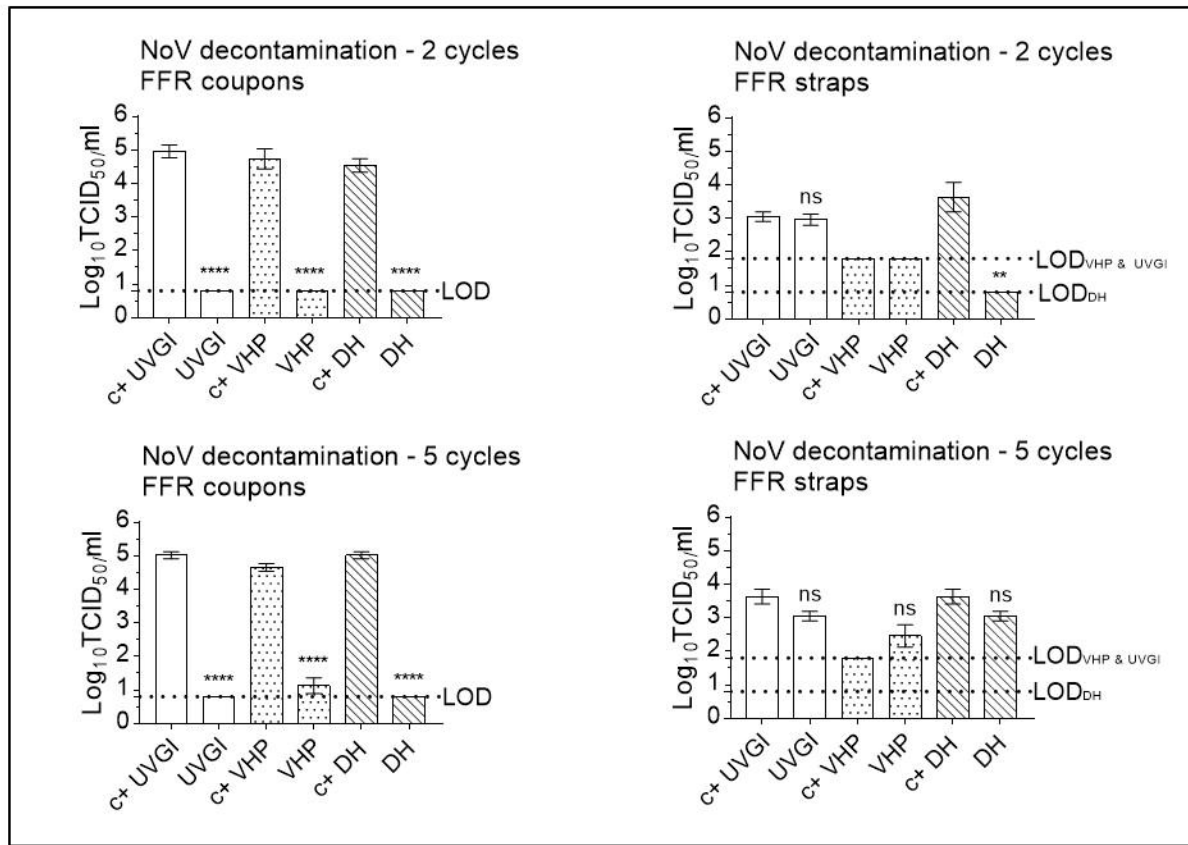 NoV decontamination - 2 cycles
FFR coupons
Log10TCID50/ml
6
5
4
3
2
1
0
****
****
****
LOD
c+ UVGI
UVGI
c+ VHP
VHP
c+ DH
DH
NoV decontamination - 2 cycles
FFR straps
Log10TCID50/ml
6
5
4
3
2
1
0
ns
**
LODVHP & UVGI
LODDH
c+ UVGI
UVGI
c+ VHP
VHP
c+ DH
DH
NoV decontamination - 5 cycles
FFR coupons
Log10TCID50/ml
6
5
4
3
2
1
0
****
****
****
LOD
c+ UVGI
UVGI
c+ VHP
VHP
c+ DH
DH
NoV decontamination - 5 cycles
FFR straps
Log10TCID50/ml
6
5
4
3
2
1
0
ns
ns
ns
LODVHP & UVGI
LODDH
c+ UVGI
UVGI
c+ VHP
VHP
c+ DH
DH